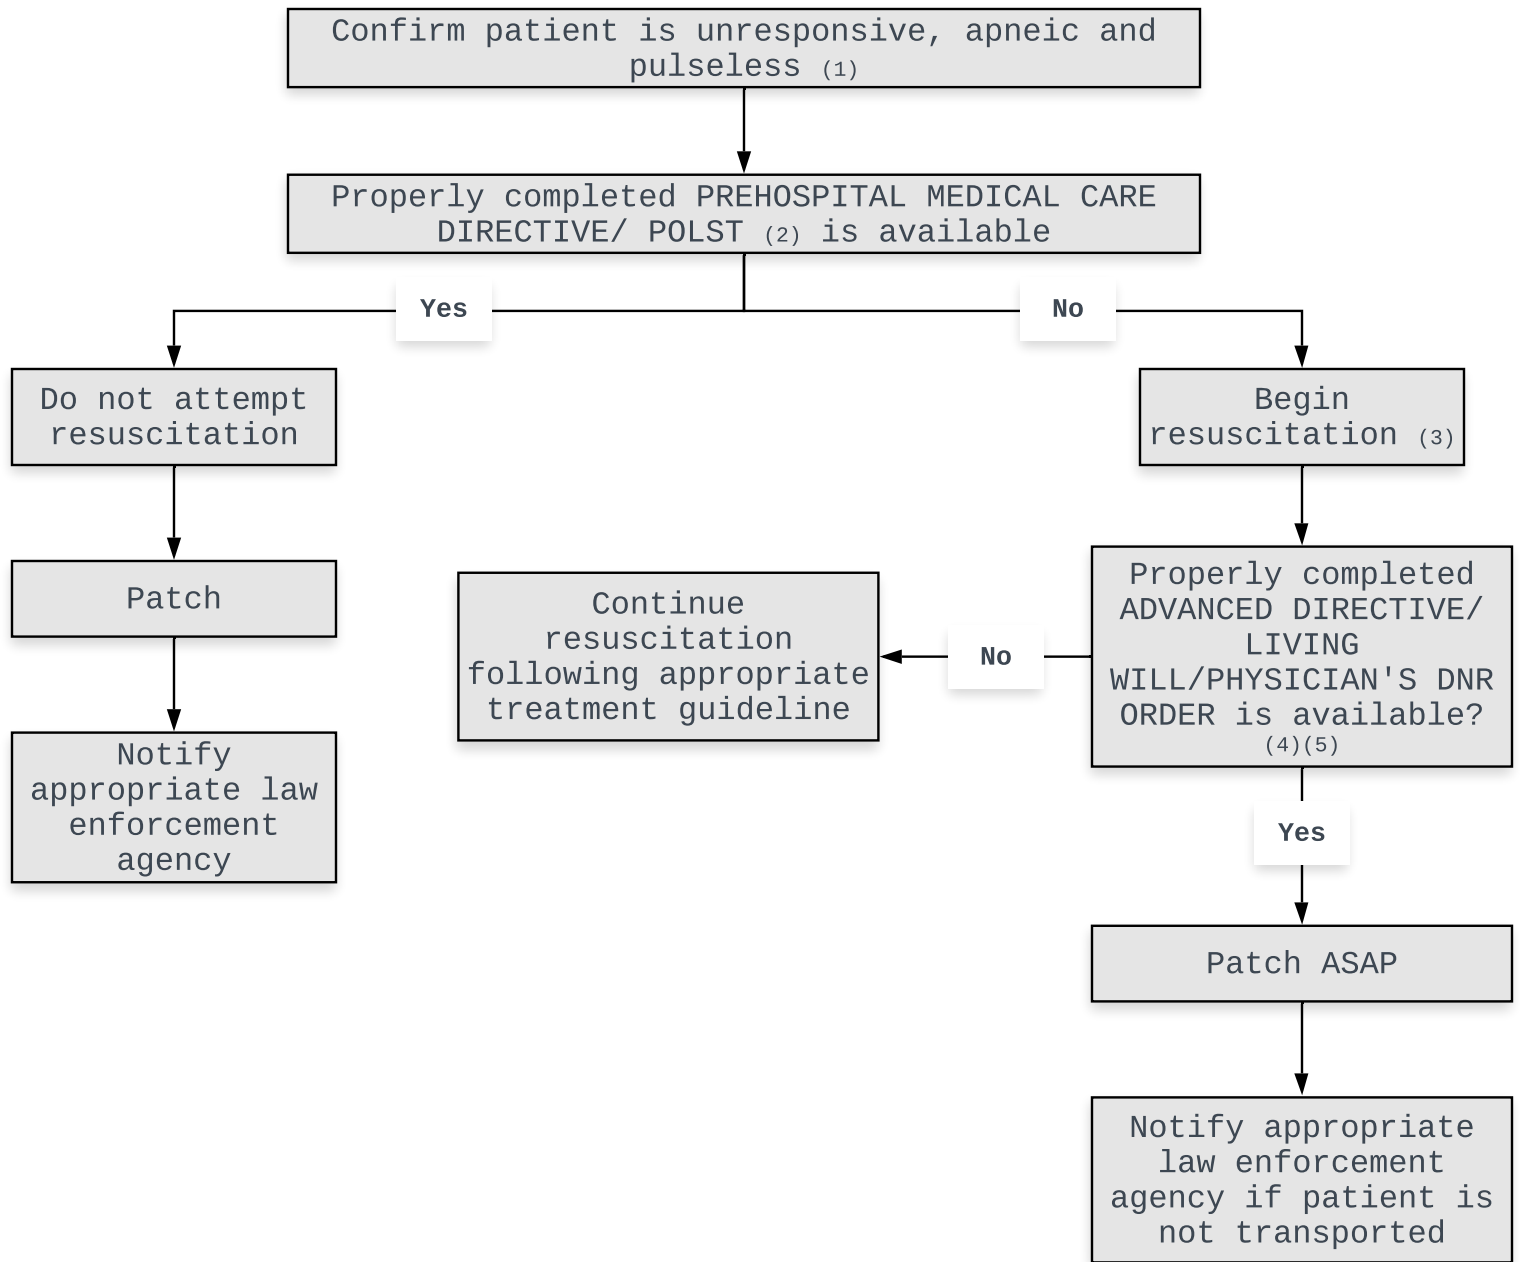 Confirm patient is unresponsive, apneic and
pulseless (1)
Properly completed PREHOSPITAL MEDICAL CARE
DIRECTIVE/ POLST (2) is available
Yes
No
Do not attempt
resuscitation
Begin
resuscitation (3)
Patch
Continue
resuscitation
following appropriate
treatment guideline
No
Properly completed
ADVANCED DIRECTIVE/
LIVING
WILL/PHYSICIAN'S DNR
ORDER is available?
(4)(5)
Notify
appropriate law
enforcement
agency
Yes
Patch ASAP
Notify appropriate
law enforcement
agency if patient is
not transported